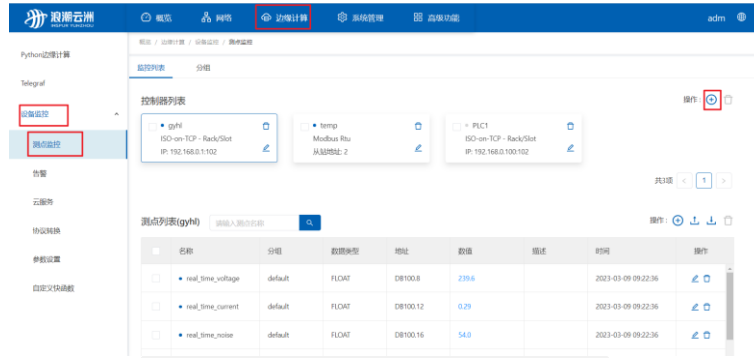 浪潮云洲
INSPUR YUNZHOU
概览 网络 边缘计算 系统管理 高级功能 adm
概览 / 边缘计算 / 设备监控 / 测点监控
Python边缘计算
Telegraf
设备监控
测点监控
告警
云服务
协议转换
参数设置
自定义快函数
监控列表 分组
控制器列表 操作:
gyhl
ISO-on-TCP - Rack/Slot
IP: 192.168.0.1:102
temp
Modbus Rtu
从站地址: 2
PLC1
ISO-on-TCP - Rack/Slot
IP: 192.168.0.100:102
共3项 < 1 >
测点列表(gyhl) 请输入测点名称 操作:
名称 分组 数据类型 地址 数值 描述 时间 操作
real_time_voltage default FLOAT DB100.8 239.6 2023-03-09 09:22:36
real_time_current default FLOAT DB100.12 0.29 2023-03-09 09:22:36
real_time_noise default FLOAT DB100.16 54.0 2023-03-09 09:22:36